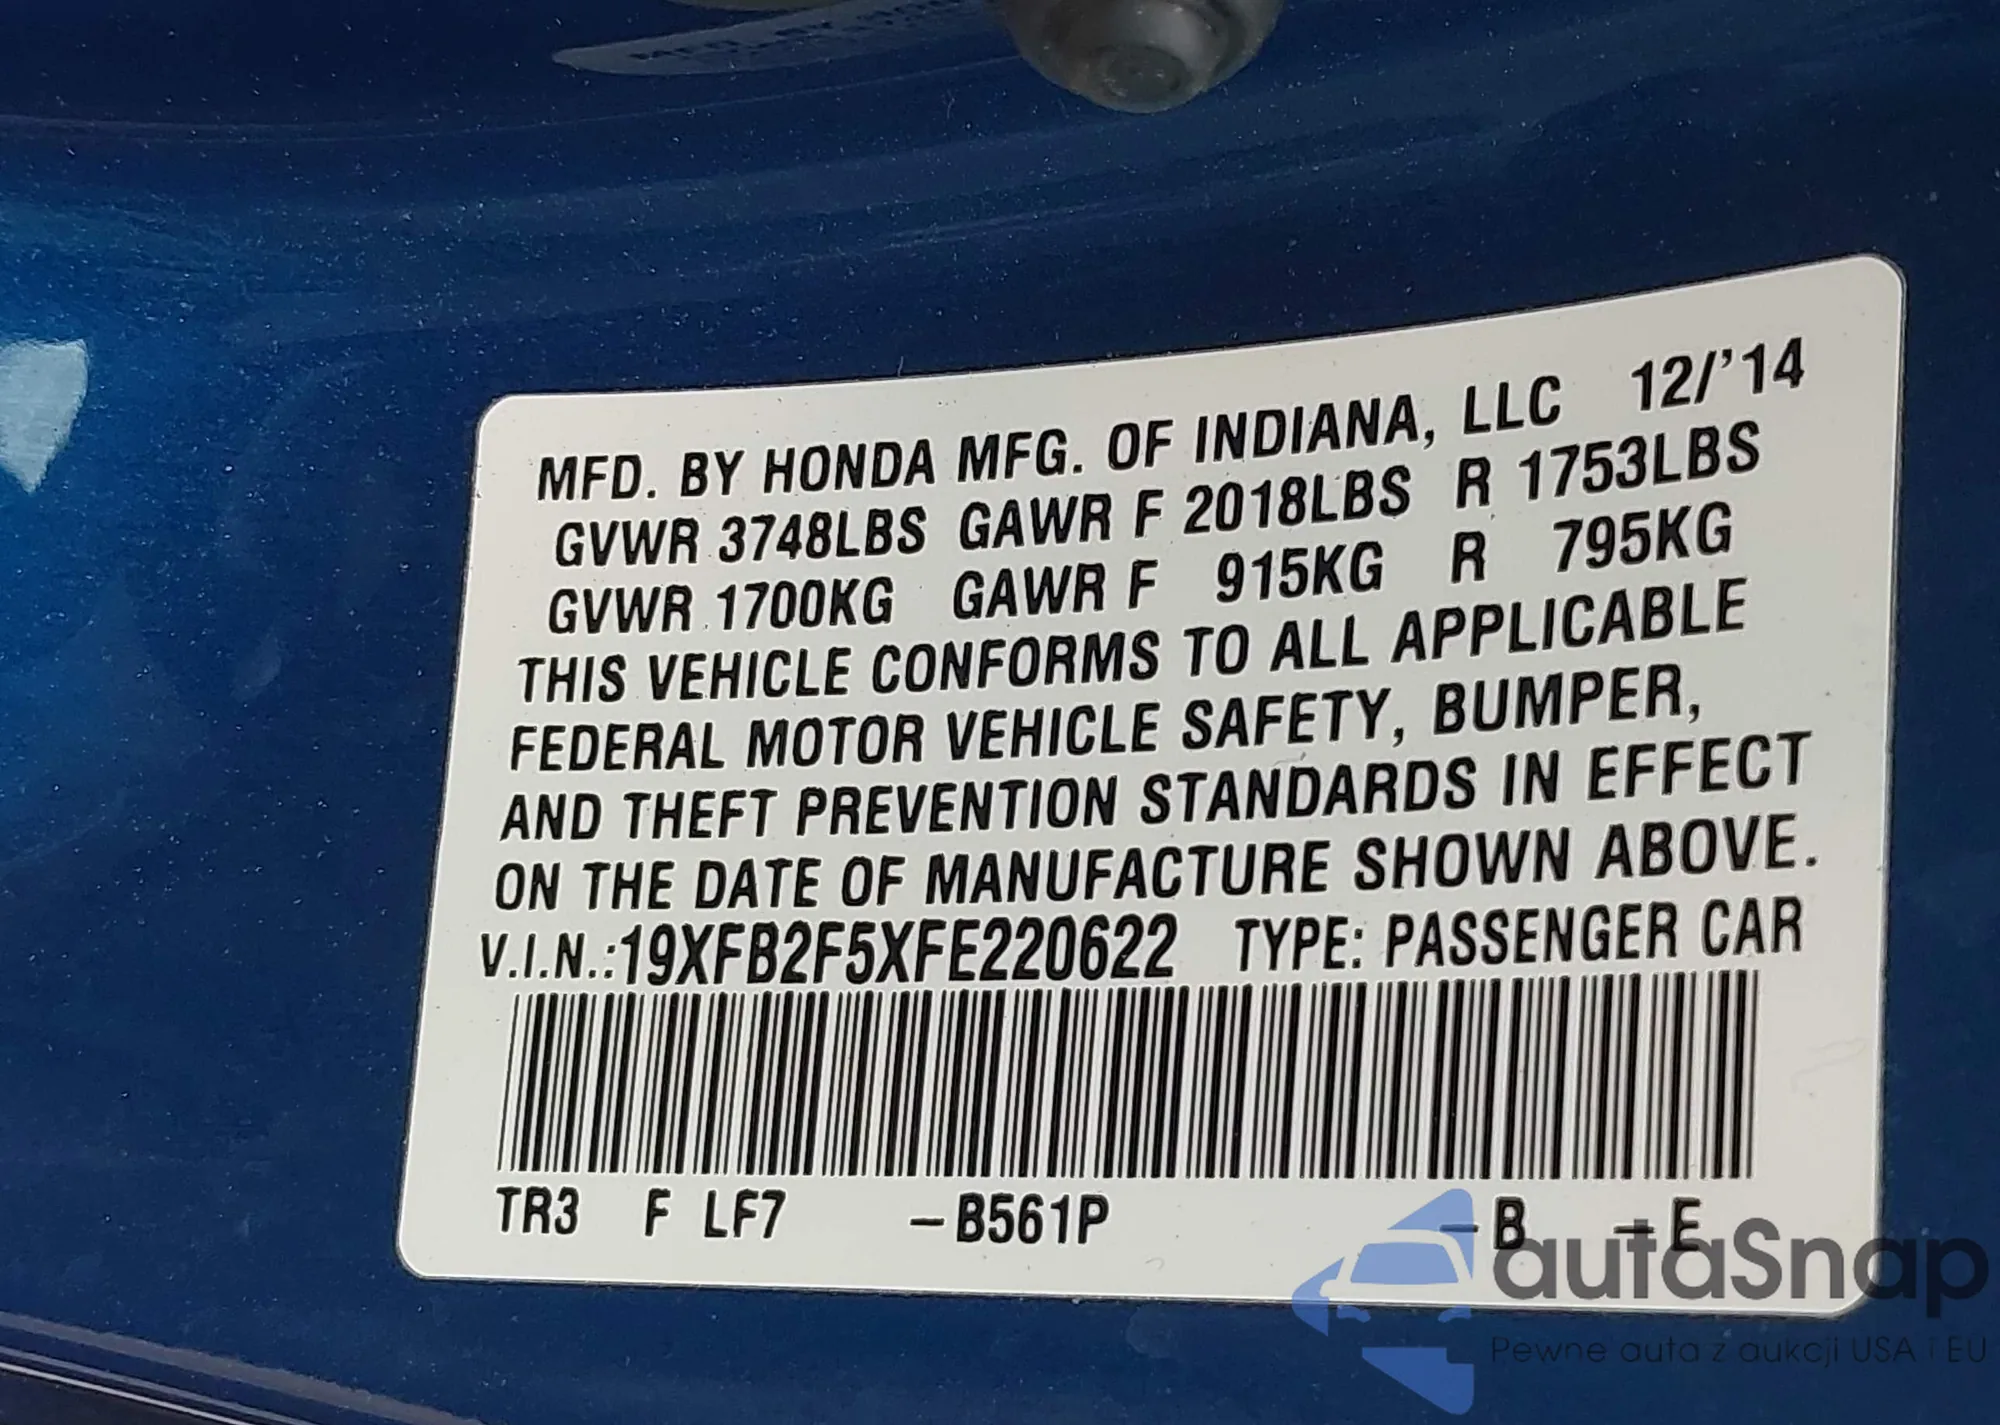 MFD. BY HONDA MFG. OF INDIANA, LLC 12/'14
GVWR 3748LBS GAWR F 2018LBS R 1753LBS
GVWR 1700KG GAWR F 915KG R 795KG
THIS VEHICLE CONFORMS TO ALL APPLICABLE
FEDERAL MOTOR VEHICLE SAFETY, BUMPER,
AND THEFT PREVENTION STANDARDS IN EFFECT
ON THE DATE OF MANUFACTURE SHOWN ABOVE.
V.I.N.:19XFB2F5XFE220622 TYPE: PASSENGER CAR
TR3 F LF7 –B561P –B –E
autaSnap
Pewne auta z aukcji USA i EU